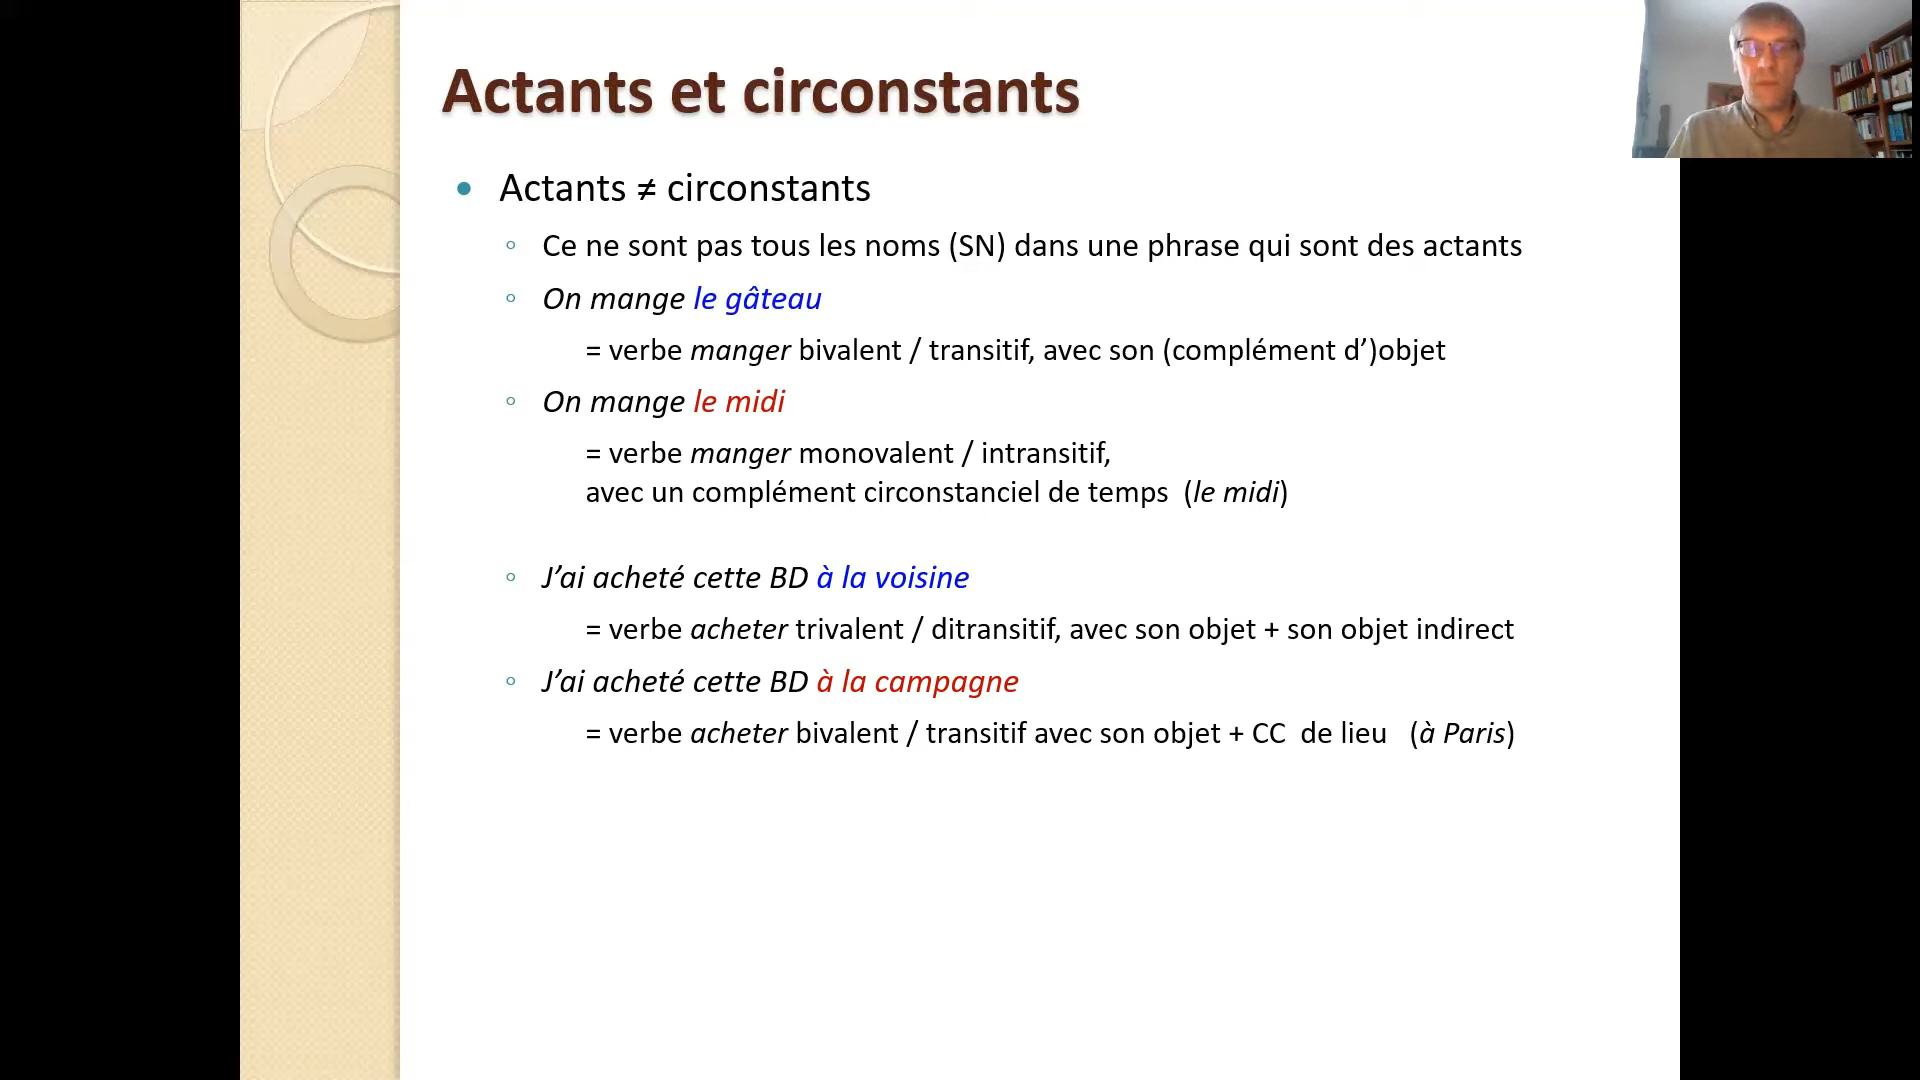 Actants et circonstants
• Actants ≠ circonstants
◦ Ce ne sont pas tous les noms (SN) dans une phrase qui sont des actants
◦ On mange le gâteau
= verbe manger bivalent / transitif, avec son (complément d’)objet
◦ On mange le midi
= verbe manger monovalent / intransitif,
avec un complément circonstanciel de temps (le midi)
◦ J’ai acheté cette BD à la voisine
= verbe acheter trivalent / ditransitif, avec son objet + son objet indirect
◦ J’ai acheté cette BD à la campagne
= verbe acheter bivalent / transitif avec son objet + CC de lieu (à Paris)